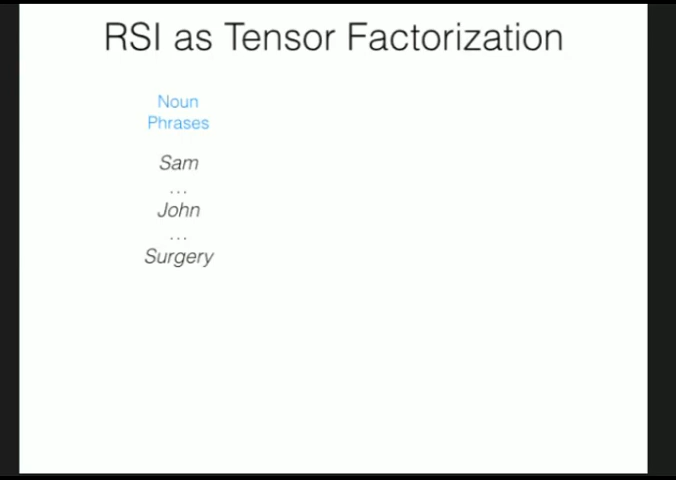 RSI as Tensor Factorization
Noun
Phrases
Sam
...
John
...
Surgery